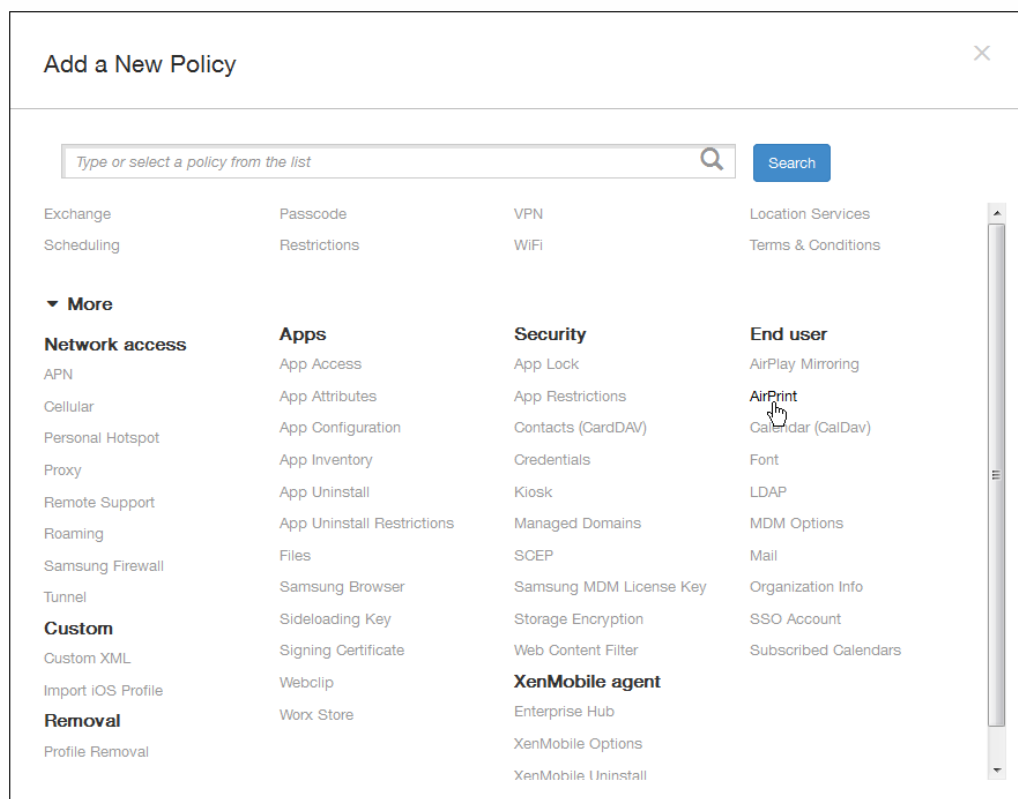 Add a New Policy
Type or select a policy from the list
Search
Exchange
Passcode
VPN
Location Services
Scheduling
Restrictions
WiFi
Terms & Conditions
More
Network access
APN
Cellular
Personal Hotspot
Proxy
Remote Support
Roaming
Samsung Firewall
Tunnel
Custom
Custom XML
Import iOS Profile
Removal
Profile Removal
Apps
App Access
App Attributes
App Configuration
App Inventory
App Uninstall
App Uninstall Restrictions
Files
Samsung Browser
Sideloading Key
Signing Certificate
Webclip
Worx Store
Security
App Lock
App Restrictions
Contacts (CardDAV)
Credentials
Kiosk
Managed Domains
SCEP
Samsung MDM License Key
Storage Encryption
Web Content Filter
XenMobile agent
Enterprise Hub
XenMobile Options
XenMobile Uninstall
End user
AirPlay Mirroring
AirPrint
Calendar (CalDav)
Font
LDAP
MDM Options
Mail
Organization Info
SSO Account
Subscribed Calendars